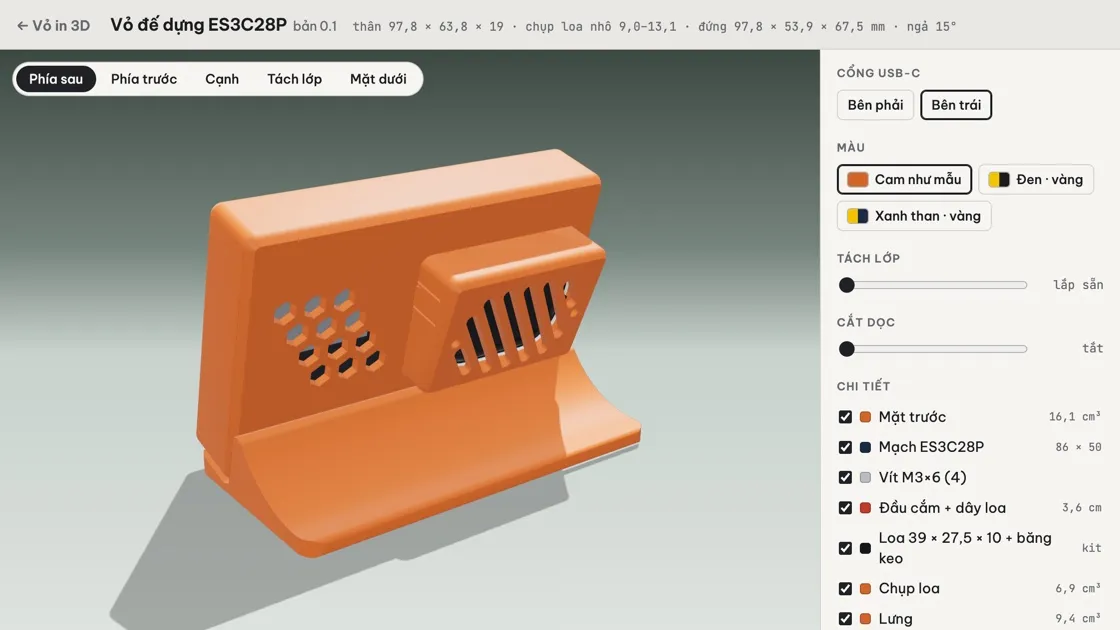 ← Vỏ in 3D Vỏ đế dựng ES3C28P bản 0.1 thân 97,8 × 63,8 × 19 · chụp loa nhô 9,0–13,1 · đứng 97,8 × 53,9 × 67,5 mm · ngả 15°
Phía sau Phía trước Cạnh Tách lớp Mặt dưới
CỔNG USB-C
Bên phải Bên trái
MÀU
Cam như mẫu Đen · vàng
Xanh than · vàng
TÁCH LỚP
lắp sẵn
CẮT DỌC
tắt
CHI TIẾT
Mặt trước 16,1 cm³
Mạch ES3C28P 86 × 50
Vít M3×6 (4)
Đầu cắm + dây loa 3,6 cm
Loa 39 × 27,5 × 10 + băng
keo kit
Chụp loa 6,9 cm³
Lưng 9,4 cm³